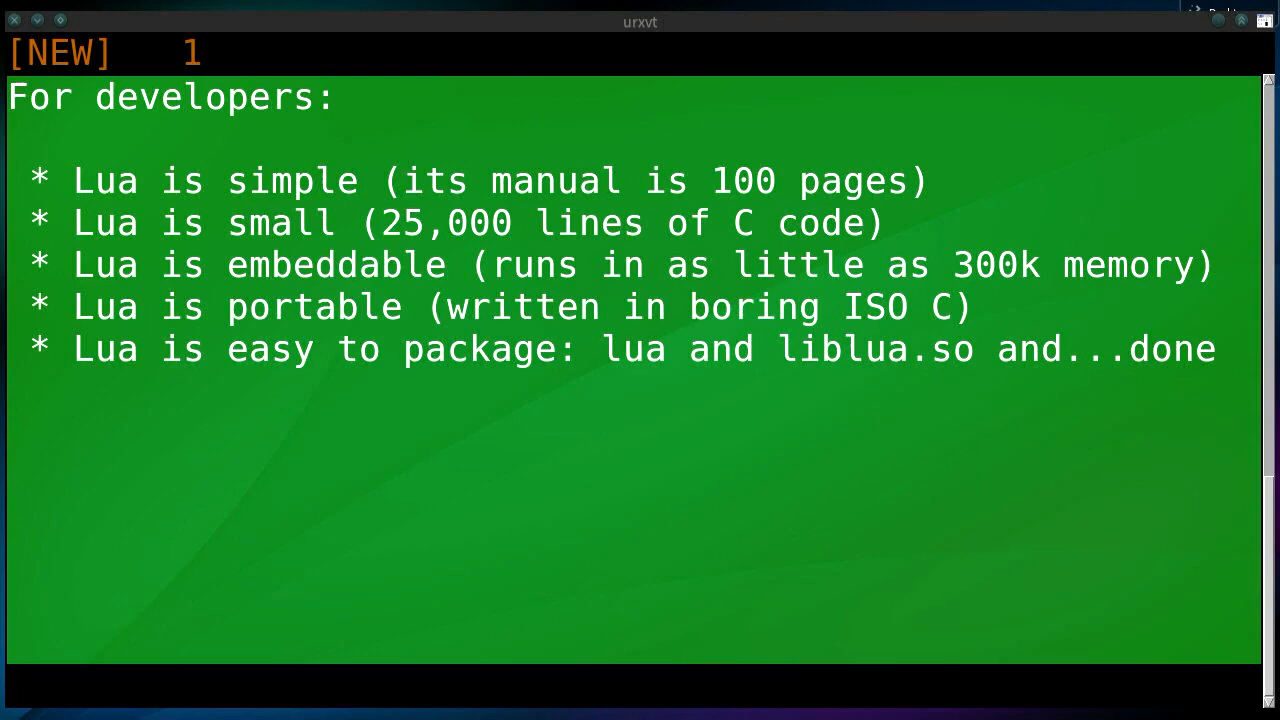 urxvt
[NEW] 1
For developers:
* Lua is simple (its manual is 100 pages)
* Lua is small (25,000 lines of C code)
* Lua is embeddable (runs in as little as 300k memory)
* Lua is portable (written in boring ISO C)
* Lua is easy to package: lua and liblua.so and...done